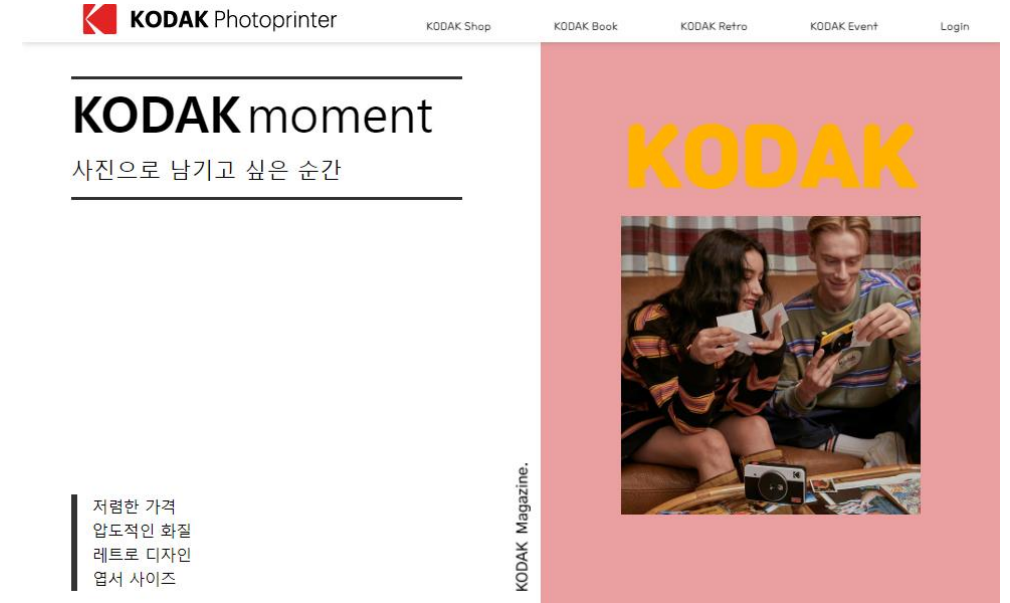 KODAK Photoprinter
KODAK Shop
KODAK Book
KODAK Retro
KODAK Event
Login
KODAK moment
사진으로 남기고 싶은 순간
저렴한 가격
압도적인 화질
레트로 디자인
엽서 사이즈
KODAK Magazine.
KODAK